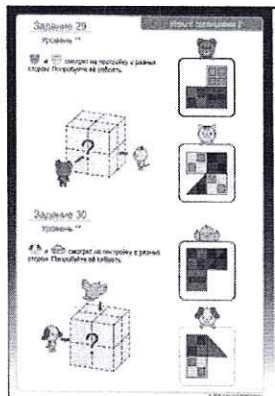 Задание 29
Уровень **
и смотрят на постройку с разных
сторон. Попробуйте её собрать.
?
Задание 30
Уровень **
и смотрят на постройку с разных
сторон. Попробуйте её собрать.
?